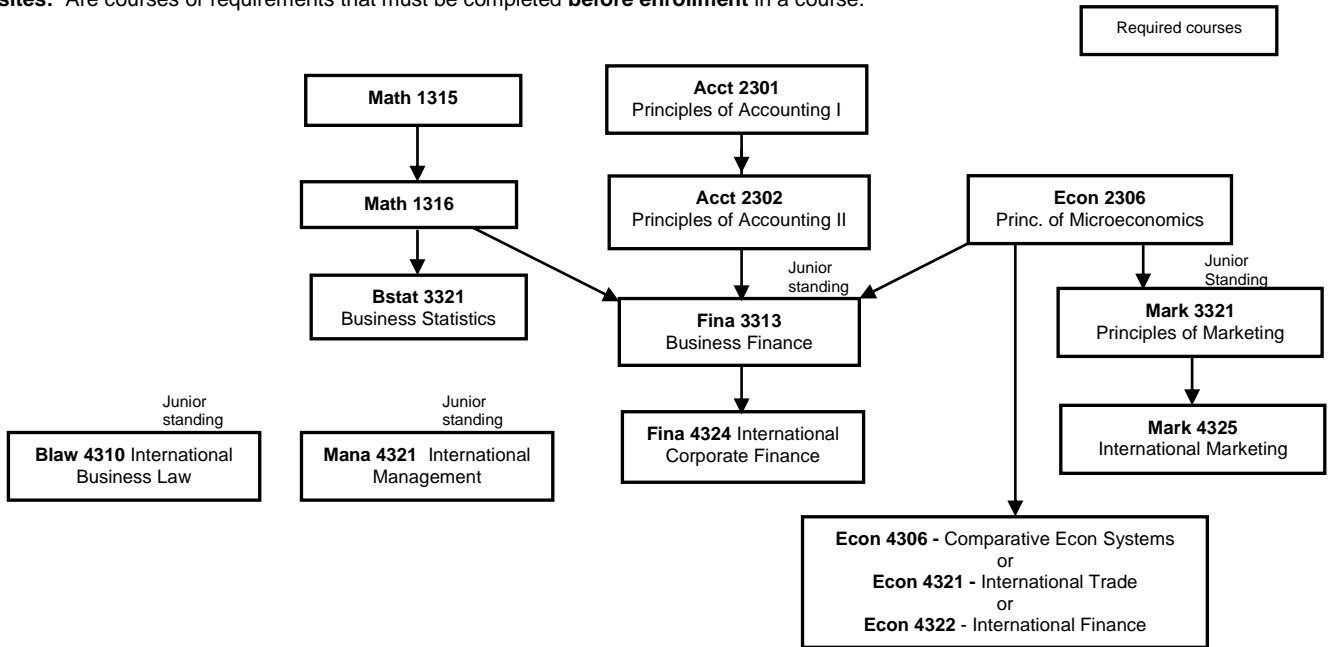 sites: Are courses or requirements that must be completed before enrollment in a course.
Required courses
Math 1315
Acct 2301
Principles of Accounting I
Math 1316
Acct 2302
Principles of Accounting II
Econ 2306
Princ. of Microeconomics
Junior
standing
Junior
Standing
Bstat 3321
Business Statistics
Fina 3313
Business Finance
Mark 3321
Principles of Marketing
Junior
standing
Junior
standing
Blaw 4310 International
Business Law
Mana 4321 International
Management
Fina 4324 International
Corporate Finance
Mark 4325
International Marketing
Econ 4306 - Comparative Econ Systems
or
Econ 4321 - International Trade
or
Econ 4322 - International Finance